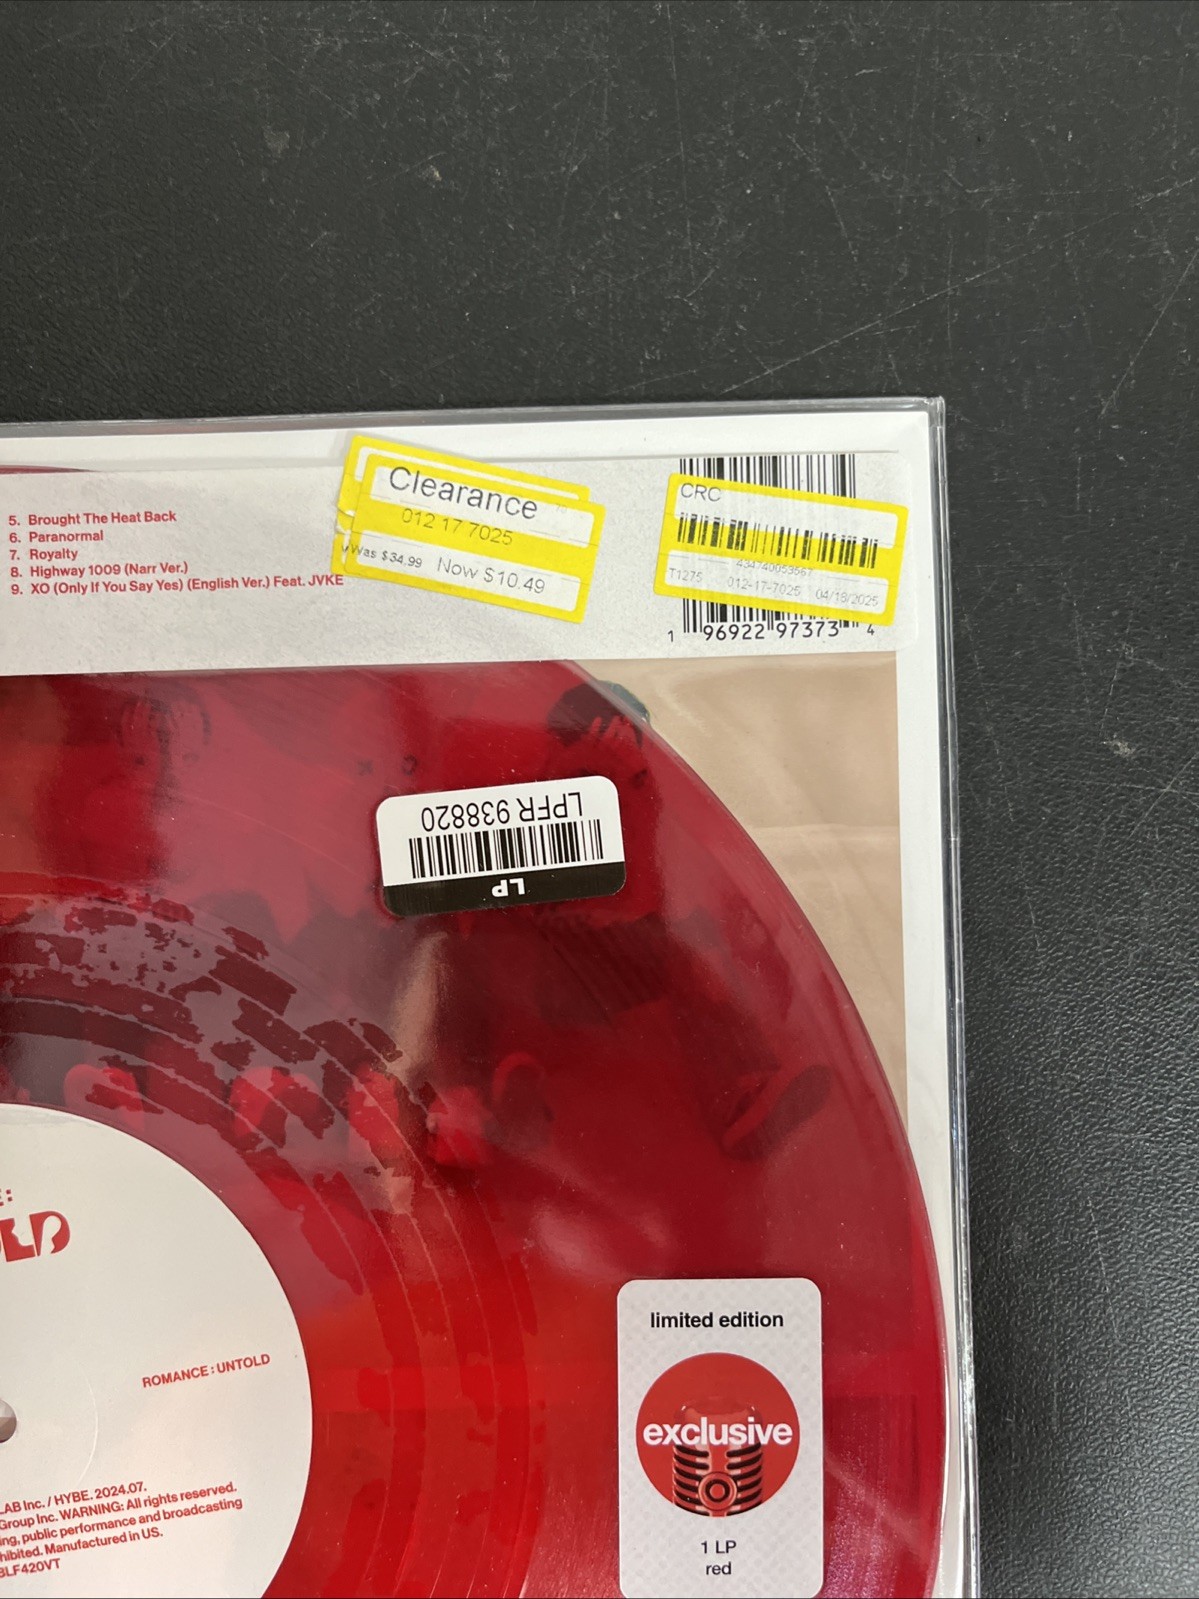 5. Brought The Heat Back
6. Paranormal
7. Royalty
8. Highway 1009 (Narr Ver.)
9. XO (Only If You Say Yes) (English Ver.) Feat. JVKE
Clearance 70
012 17 7025
Was $34.99 Now $10.49
CRC
434740053667
T1275 012-17-7025 04/18/2025
1 96922 97373 4
LPFR 938820
LP
E:
OLD
ROMANCE : UNTOLD
LAB Inc. / HYBE. 2024.07.
Group Inc. WARNING: All rights reserved.
ing, public performance and broadcasting
hibited. Manufactured in US.
BLF420VT
limited edition
exclusive
1 LP
red